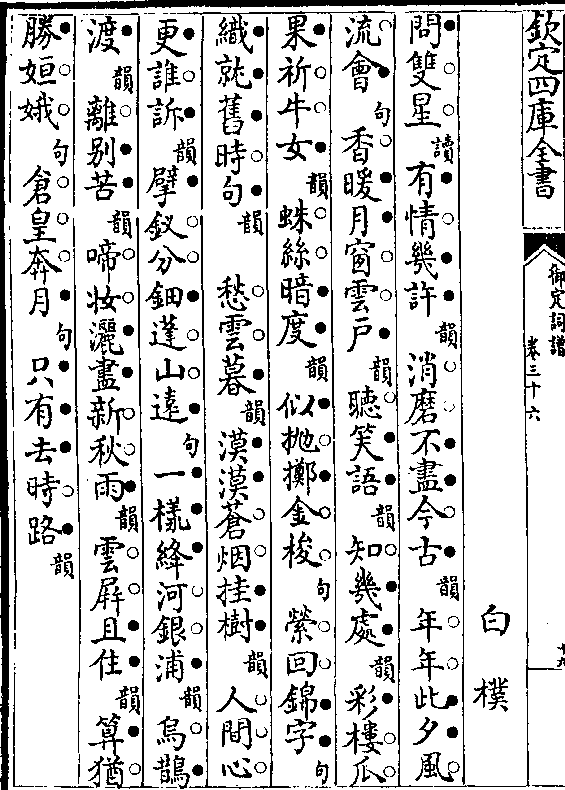 欽定四庫全書
御定詞譜
卷三十六
十九
白樸
問雙星讀有情幾許韻消磨不盡今古韻年年此夕風
流會句香暖月窗雲戶韻聽笑語韻知幾處韻彩樓瓜
果祈牛女韻蛛絲暗度韻似拋擲金梭句縈回錦字句
織就舊時句韻愁雲暮韻漠漠蒼烟挂樹韻人間心
更誰訴韻擘釵分鈿蓬山遠句一樣絳河銀浦韻烏鵲
渡韻離別苦韻啼妝灑盡新秋雨韻雲屏且住韻算猶
勝姮娥句倉皇奔月句只有去時路韻